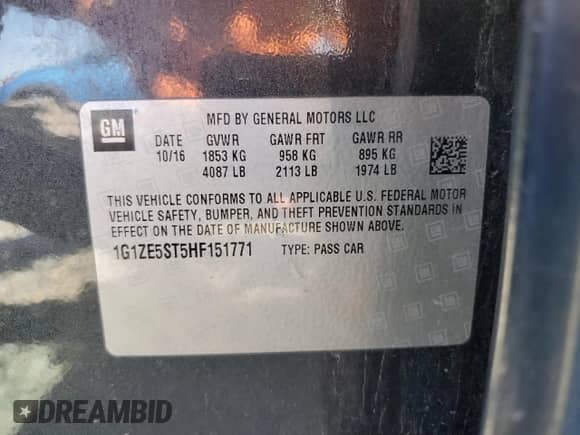 GM
MFD BY GENERAL MOTORS LLC
DATE GVWR GAWR FRT GAWR RR
10/16 1853 KG 958 KG 895 KG
4087 LB 2113 LB 1974 LB
THIS VEHICLE CONFORMS TO ALL APPLICABLE U.S. FEDERAL MOTOR
VEHICLE SAFETY, BUMPER, AND THEFT PREVENTION STANDARDS IN
EFFECT ON THE DATE OF MANUFACTURE SHOWN ABOVE.
1G1ZE5ST5HF151771 TYPE: PASS CAR
DREAMBID